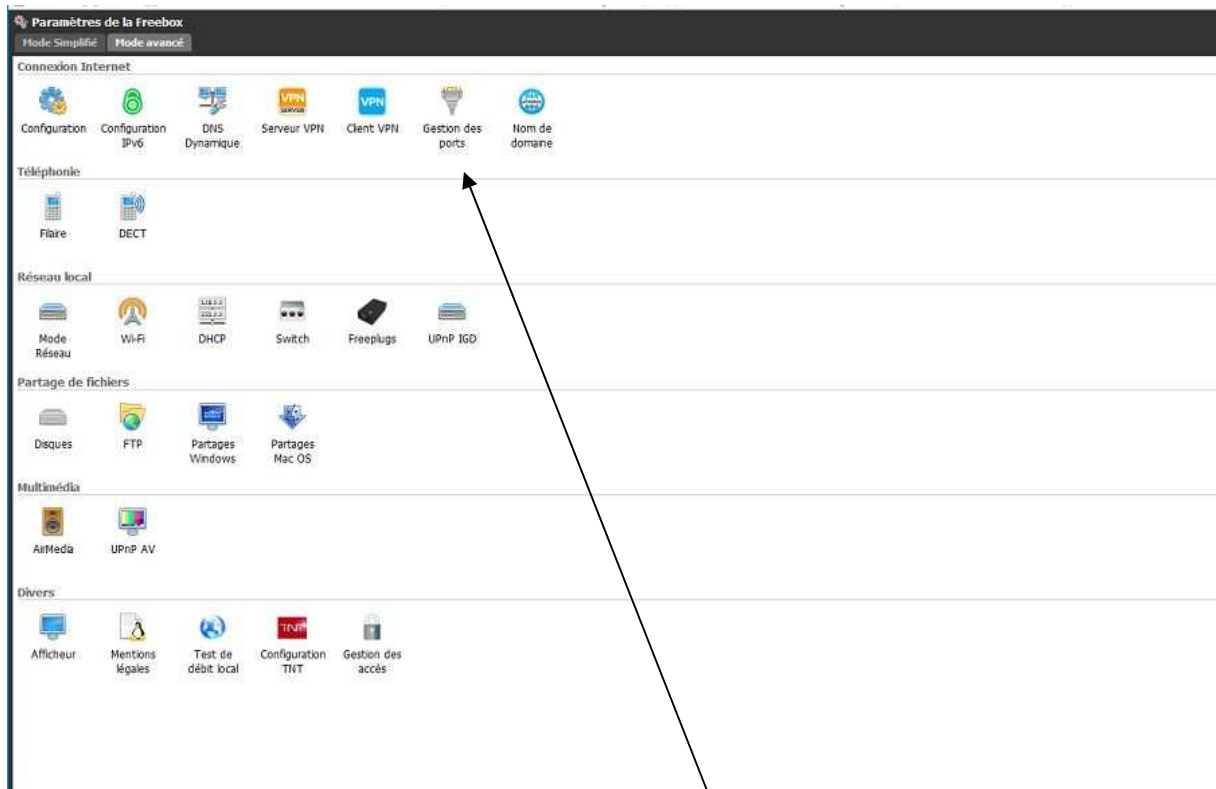 Paramètres de la Freebox
Mode Simplifié Mode avancé
Connexion Internet
VPN SERVER VPN
Configuration Configuration IPv6 DNS Dynamique Serveur VPN Client VPN Gestion des ports Nom de domaine
Téléphonie
Filaire DECT
Réseau local
Mode Réseau Wi-Fi DHCP Switch Freeplugs UPnP IGD
Partage de fichiers
Disques FTP Partages Windows Partages Mac OS
Multimédia
AirMedia UPnP AV
Divers
TNT
Afficheur Mentions légales Test de débit local Configuration TNT Gestion des accès